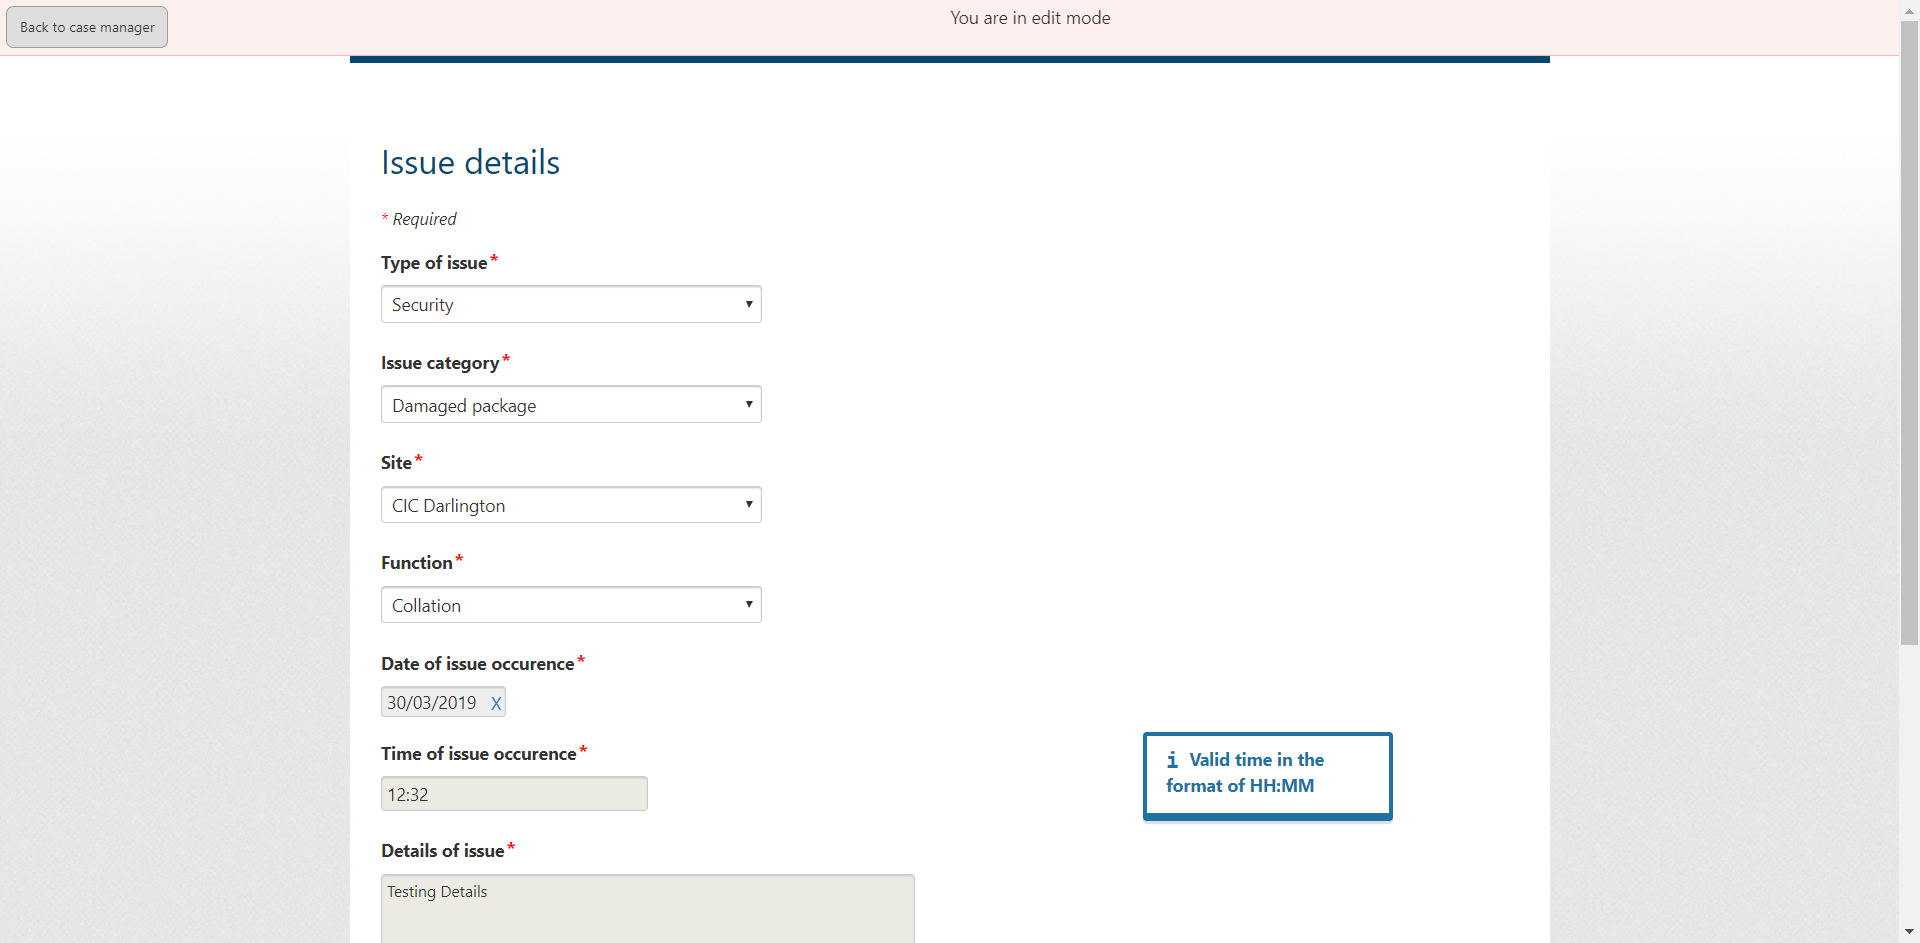 Back to case manager
You are in edit mode
Issue details
* Required
Type of issue*
Security
Issue category*
Damaged package
Site*
CIC Darlington
Function*
Collation
Date of issue occurence*
30/03/2019 X
Time of issue occurence*
12:32
i Valid time in the
format of HH:MM
Details of issue*
Testing Details